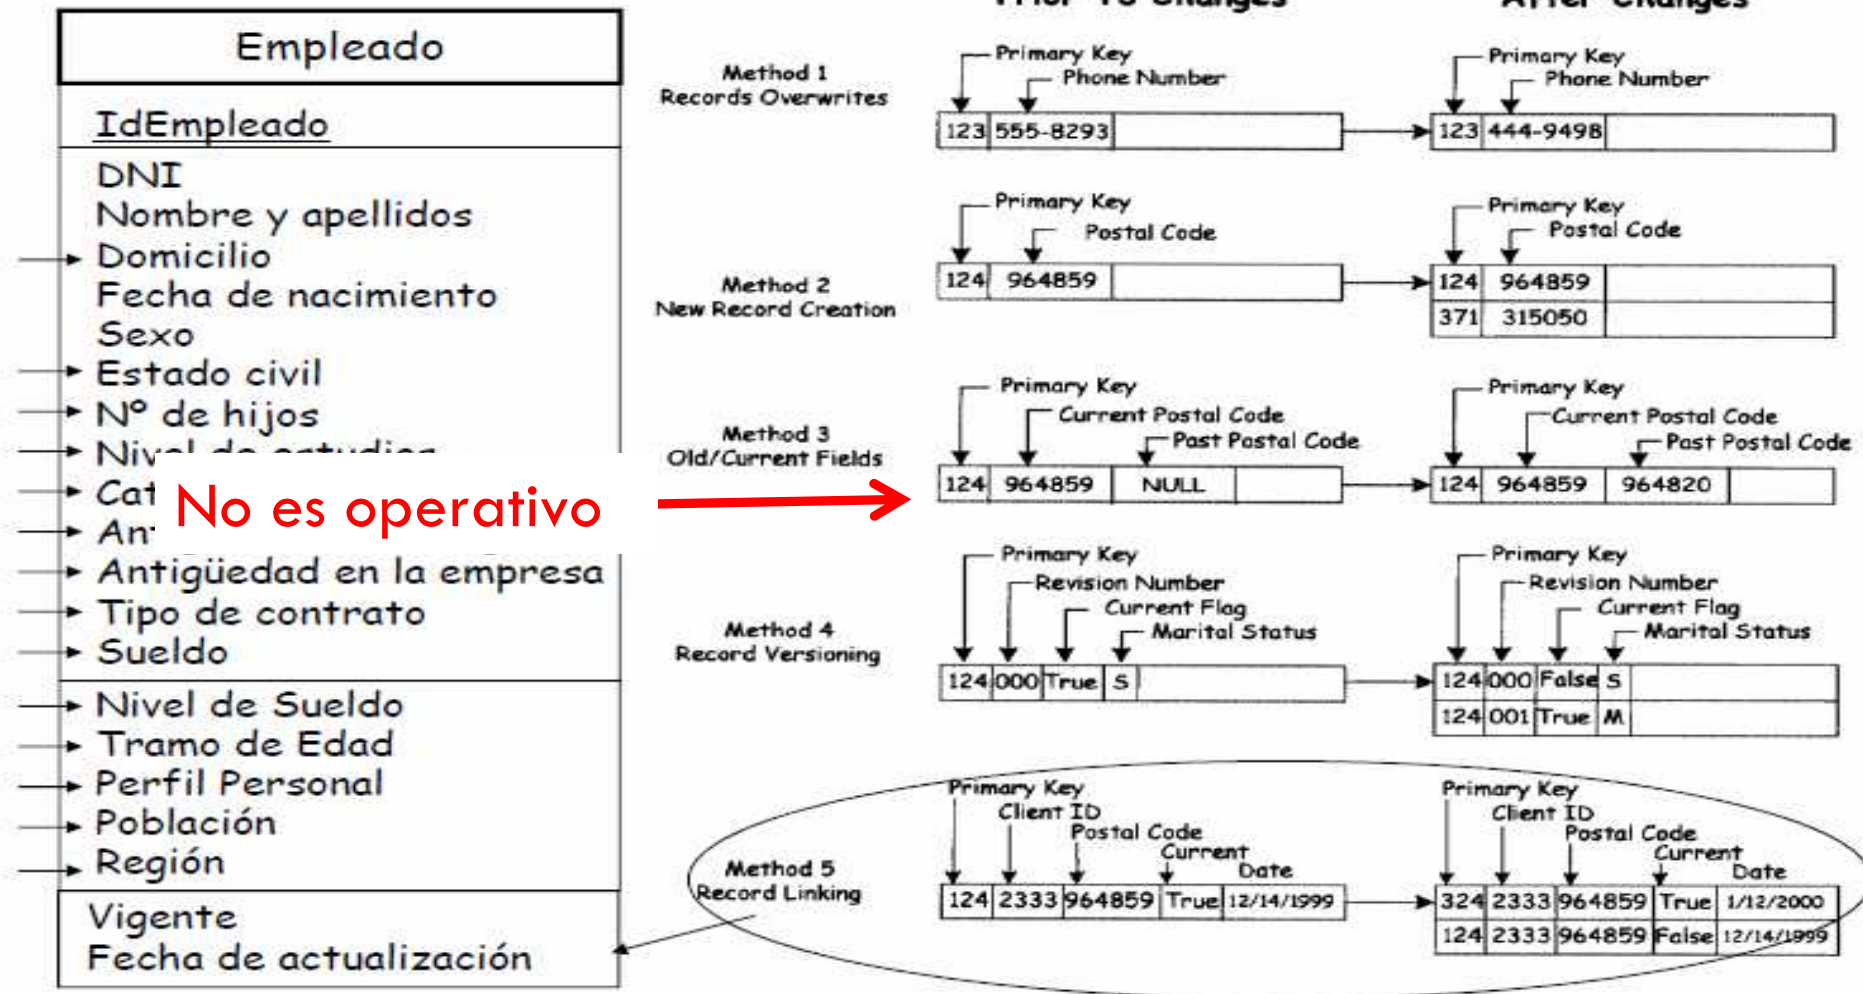 Empleado
IdEmpleado
DNI
Nombre y apellidos
Domicilio
Fecha de nacimiento
Sexo
Estado civil
Nº de hijos
No es operativo
Antigüedad en la empresa
Tipo de contrato
Sueldo
Nivel de Sueldo
Tramo de Edad
Perfil Personal
Población
Región
Vigente
Fecha de actualización
Prior To Changes
After Changes
Method 1
Records Overwrites
Primary Key
Phone Number
123 555-8293
Primary Key
Phone Number
123 444-9498
Method 2
New Record Creation
Primary Key
Postal Code
124 964859
Primary Key
Postal Code
124 964859
371 315050
Method 3
Old/Current Fields
Primary Key
Current Postal Code
Past Postal Code
124 964859 NULL
Primary Key
Current Postal Code
Past Postal Code
124 964859 964820
Method 4
Record Versioning
Primary Key
Revision Number
Current Flag
Marital Status
124 000 True S
Primary Key
Revision Number
Current Flag
Marital Status
124 000 False S
124 001 True M
Method 5
Record Linking
Primary Key
Client ID
Postal Code
Current
Date
124 2333 964859 True 12/14/1999
Primary Key
Client ID
Postal Code
Current
Date
324 2333 964859 True 1/12/2000
124 2333 964859 False 12/14/1999